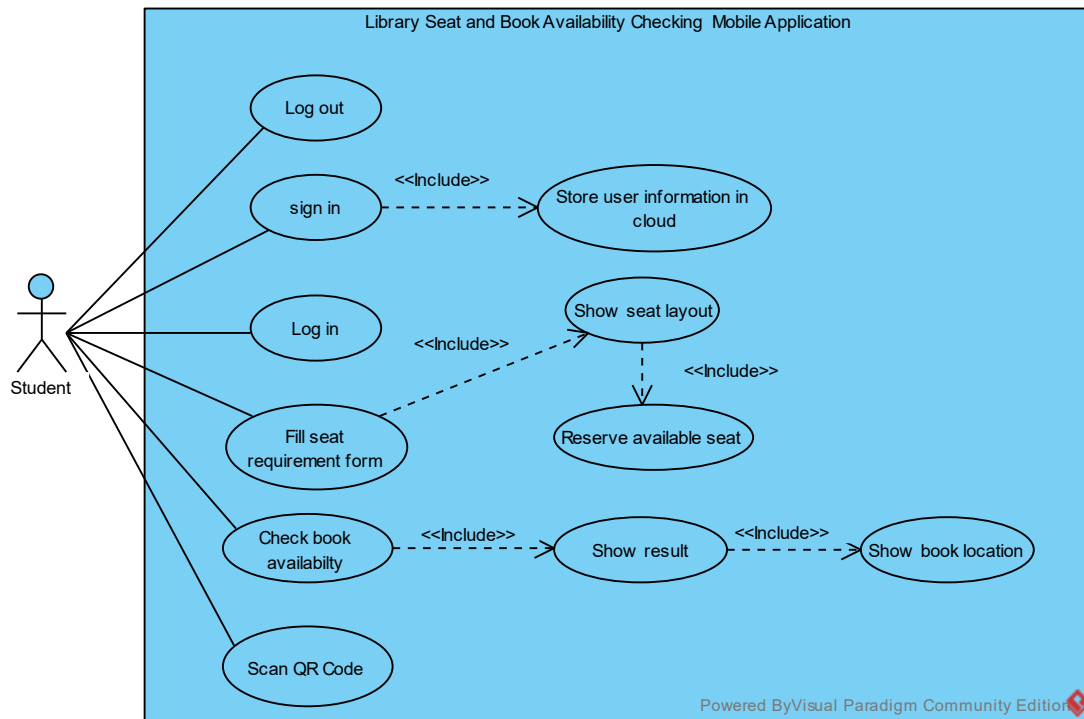 Library Seat and Book Availability Checking Mobile Application
Log out
sign in
<<Include>>
Store user information in
cloud
Student
Log in
<<Include>>
Show seat layout
<<Include>>
Reserve available seat
Fill seat
requirement form
Check book
availabilty
<<Include>>
Show result
<<Include>>
Show book location
Scan QR Code
Powered ByVisual Paradigm Community Edition